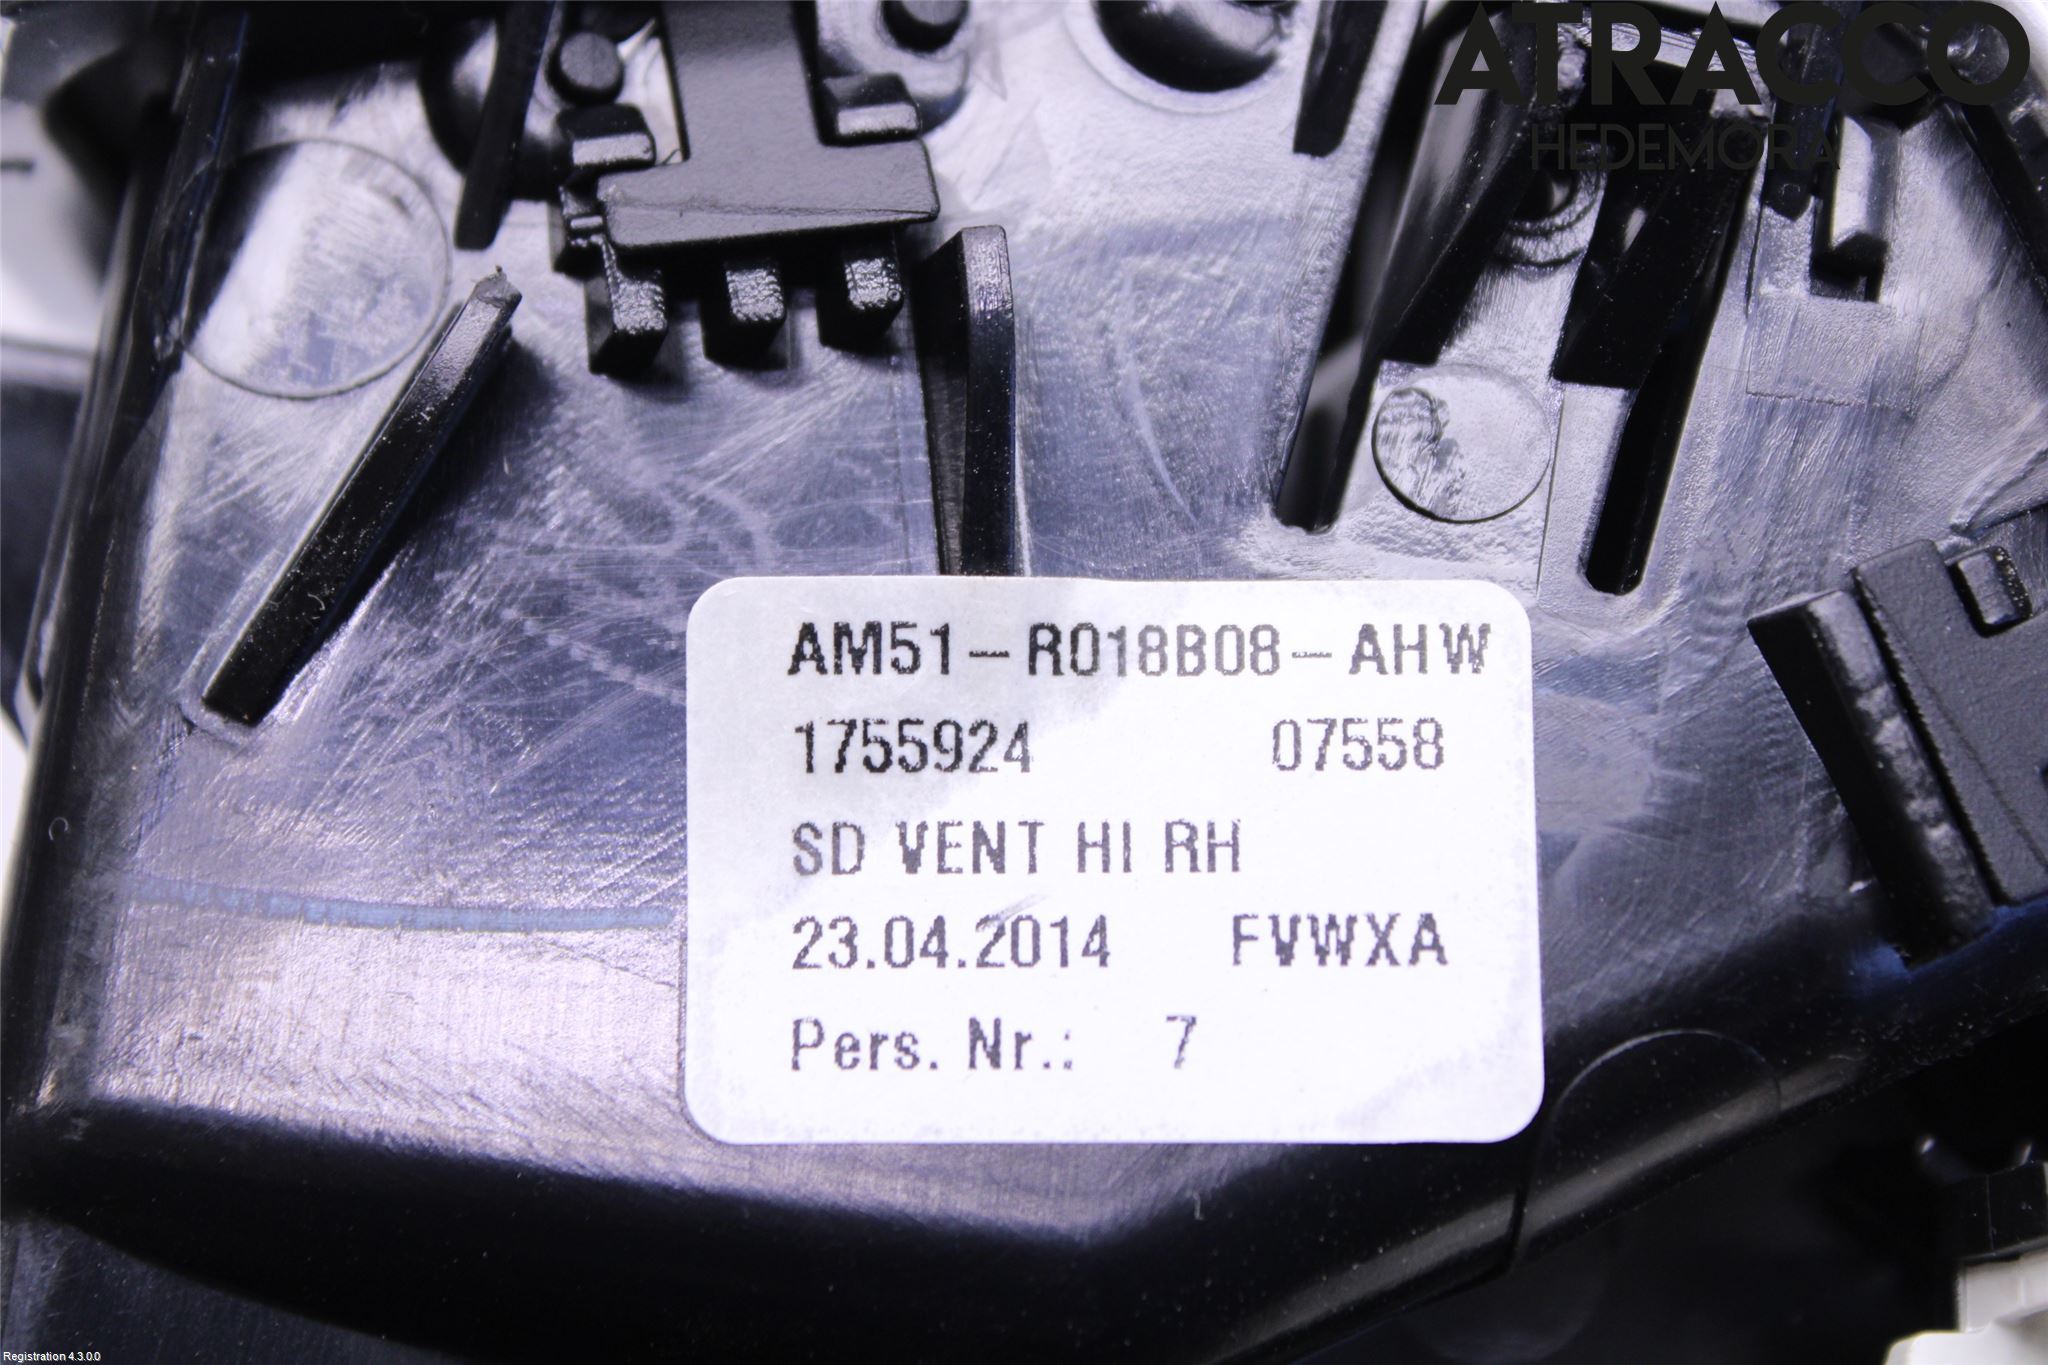 ATRACCO
HEDEMORA
AM51-R018B08-AHW
1755924 07558
SD VENT HI RH
23.04.2014 FVWXA
Pers. Nr.: 7
Registration 4.3.0.0